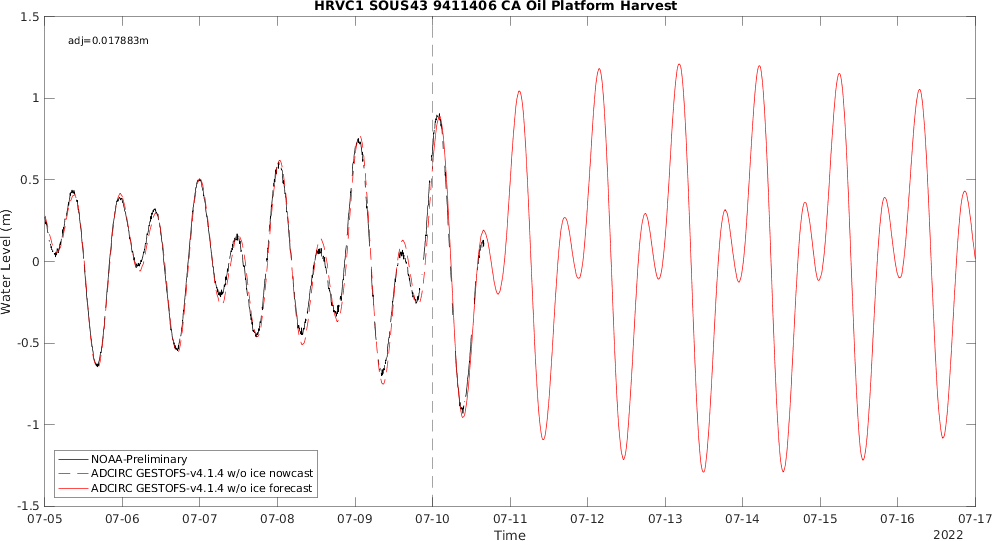 HRVC1 SOUS43 9411406 CA Oil Platform Harvest
adj=0.017883m
1.5
1
0.5
0
-0.5
-1
-1.5
Water Level (m)
NOAA-Preliminary
ADCIRC GESTOFS-v4.1.4 w/o ice nowcast
ADCIRC GESTOFS-v4.1.4 w/o ice forecast
07-05 07-06 07-07 07-08 07-09 07-10 07-11 07-12 07-13 07-14 07-15 07-16 07-17
Time
2022